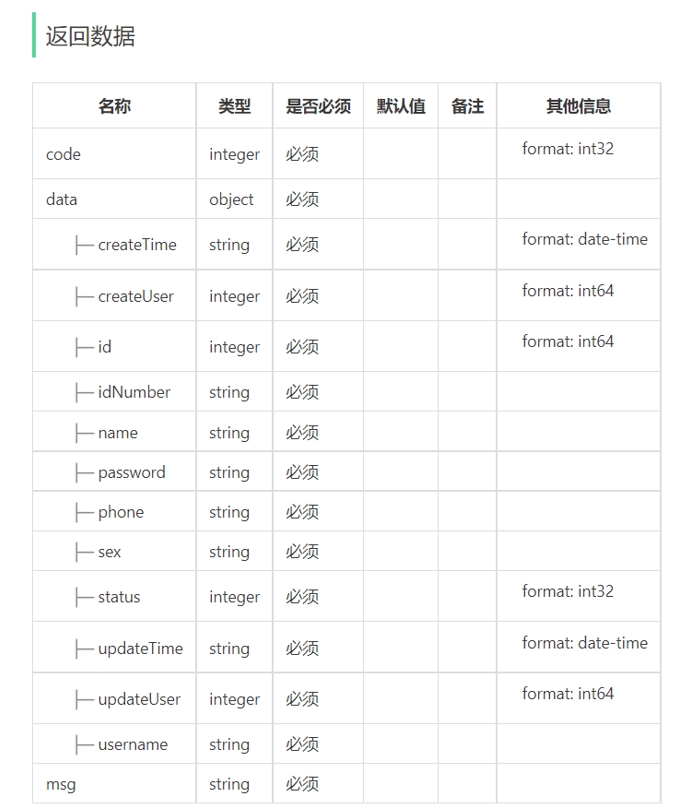 返回数据
名称 类型 是否必须 默认值 备注 其他信息
code integer 必须 format: int32
data object 必须
├─ createTime string 必须 format: date-time
├─ createUser integer 必须 format: int64
├─ id integer 必须 format: int64
├─ idNumber string 必须
├─ name string 必须
├─ password string 必须
├─ phone string 必须
├─ sex string 必须
├─ status integer 必须 format: int32
├─ updateTime string 必须 format: date-time
├─ updateUser integer 必须 format: int64
├─ username string 必须
msg string 必须